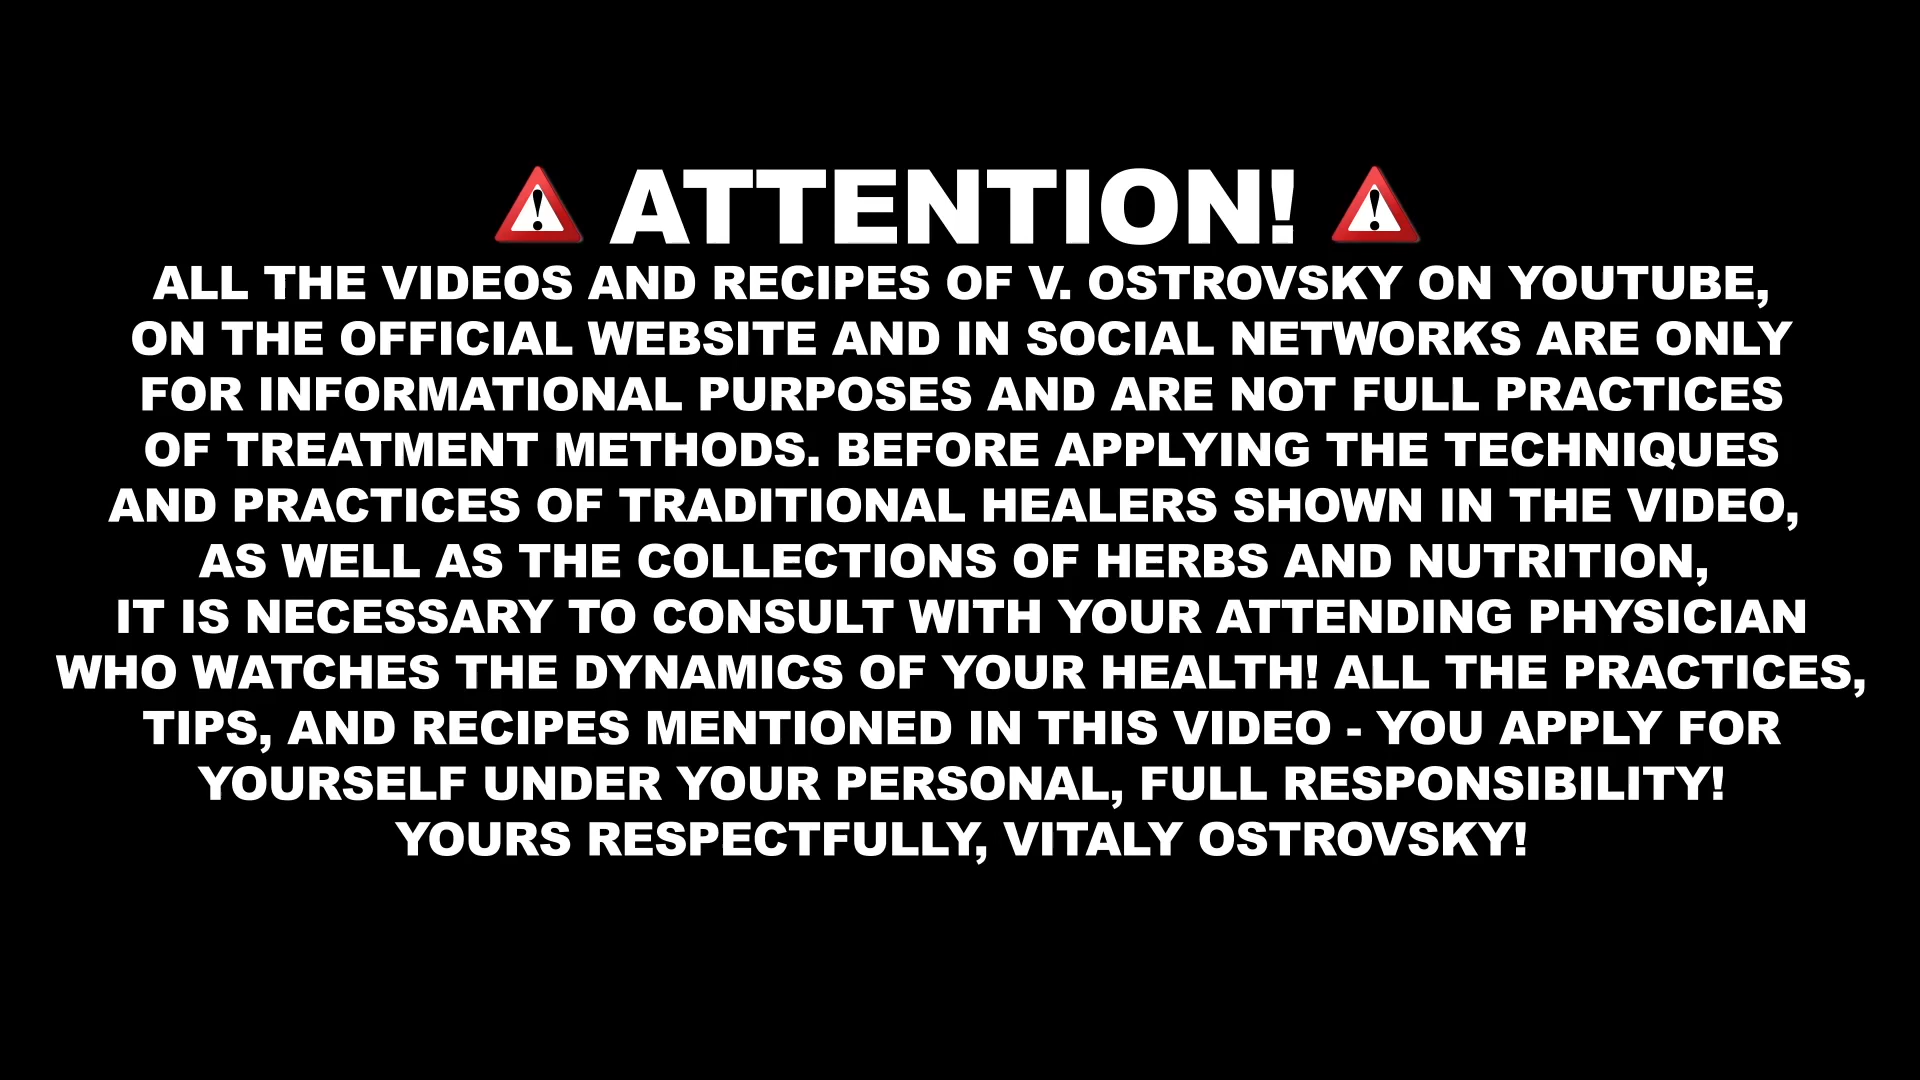 ATTENTION!
ALL THE VIDEOS AND RECIPES OF V. OSTROVSKY ON YOUTUBE,
ON THE OFFICIAL WEBSITE AND IN SOCIAL NETWORKS ARE ONLY
FOR INFORMATIONAL PURPOSES AND ARE NOT FULL PRACTICES
OF TREATMENT METHODS. BEFORE APPLYING THE TECHNIQUES
AND PRACTICES OF TRADITIONAL HEALERS SHOWN IN THE VIDEO,
AS WELL AS THE COLLECTIONS OF HERBS AND NUTRITION,
IT IS NECESSARY TO CONSULT WITH YOUR ATTENDING PHYSICIAN
WHO WATCHES THE DYNAMICS OF YOUR HEALTH! ALL THE PRACTICES,
TIPS, AND RECIPES MENTIONED IN THIS VIDEO - YOU APPLY FOR
YOURSELF UNDER YOUR PERSONAL, FULL RESPONSIBILITY!
YOURS RESPECTFULLY, VITALY OSTROVSKY!